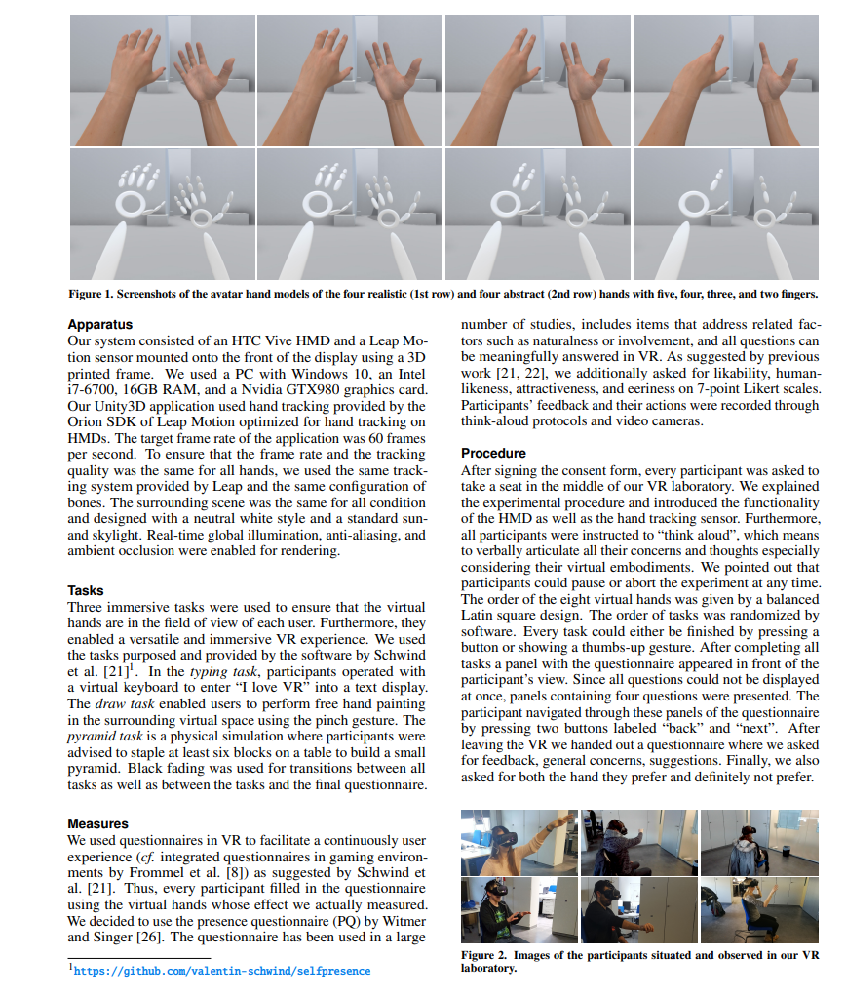 Figure 1. Screenshots of the avatar hand models of the four realistic (1st row) and four abstract (2nd row) hands with five, four, three, and two fingers.
Apparatus
Our system consisted of an HTC Vive HMD and a Leap Mo-
tion sensor mounted onto the front of the display using a 3D
printed frame. We used a PC with Windows 10, an Intel
i7-6700, 16GB RAM, and a Nvidia GTX980 graphics card.
Our Unity3D application used hand tracking provided by the
Orion SDK of Leap Motion optimized for hand tracking on
HMDs. The target frame rate of the application was 60 frames
per second. To ensure that the frame rate and the tracking
quality was the same for all hands, we used the same track-
ing system provided by Leap and the same configuration of
bones. The surrounding scene was the same for all condition
and designed with a neutral white style and a standard sun-
and skylight. Real-time global illumination, anti-aliasing, and
ambient occlusion were enabled for rendering.
Tasks
Three immersive tasks were used to ensure that the virtual
hands are in the field of view of each user. Furthermore, they
enabled a versatile and immersive VR experience. We used
the tasks purposed and provided by the software by Schwind
et al. [21]1. In the typing task, participants operated with
a virtual keyboard to enter “I love VR” into a text display.
The draw task enabled users to perform free hand painting
in the surrounding virtual space using the pinch gesture. The
pyramid task is a physical simulation where participants were
advised to staple at least six blocks on a table to build a small
pyramid. Black fading was used for transitions between all
tasks as well as between the tasks and the final questionnaire.
Measures
We used questionnaires in VR to facilitate a continuously user
experience (cf. integrated questionnaires in gaming environ-
ments by Frommel et al. [8]) as suggested by Schwind et
al. [21]. Thus, every participant filled in the questionnaire
using the virtual hands whose effect we actually measured.
We decided to use the presence questionnaire (PQ) by Witmer
and Singer [26]. The questionnaire has been used in a large
1https://github.com/valentin-schwind/selfpresence
number of studies, includes items that address related fac-
tors such as naturalness or involvement, and all questions can
be meaningfully answered in VR. As suggested by previous
work [21, 22], we additionally asked for likability, human-
likeness, attractiveness, and eeriness on 7-point Likert scales.
Participants’ feedback and their actions were recorded through
think-aloud protocols and video cameras.
Procedure
After signing the consent form, every participant was asked to
take a seat in the middle of our VR laboratory. We explained
the experimental procedure and introduced the functionality
of the HMD as well as the hand tracking sensor. Furthermore,
all participants were instructed to “think aloud”, which means
to verbally articulate all their concerns and thoughts especially
considering their virtual embodiments. We pointed out that
participants could pause or abort the experiment at any time.
The order of the eight virtual hands was given by a balanced
Latin square design. The order of tasks was randomized by
software. Every task could either be finished by pressing a
button or showing a thumbs-up gesture. After completing all
tasks a panel with the questionnaire appeared in front of the
participant’s view. Since all questions could not be displayed
at once, panels containing four questions were presented. The
participant navigated through these panels of the questionnaire
by pressing two buttons labeled “back” and “next”. After
leaving the VR we handed out a questionnaire where we asked
for feedback, general concerns, suggestions. Finally, we also
asked for both the hand they prefer and definitely not prefer.
Figure 2. Images of the participants situated and observed in our VR
laboratory.